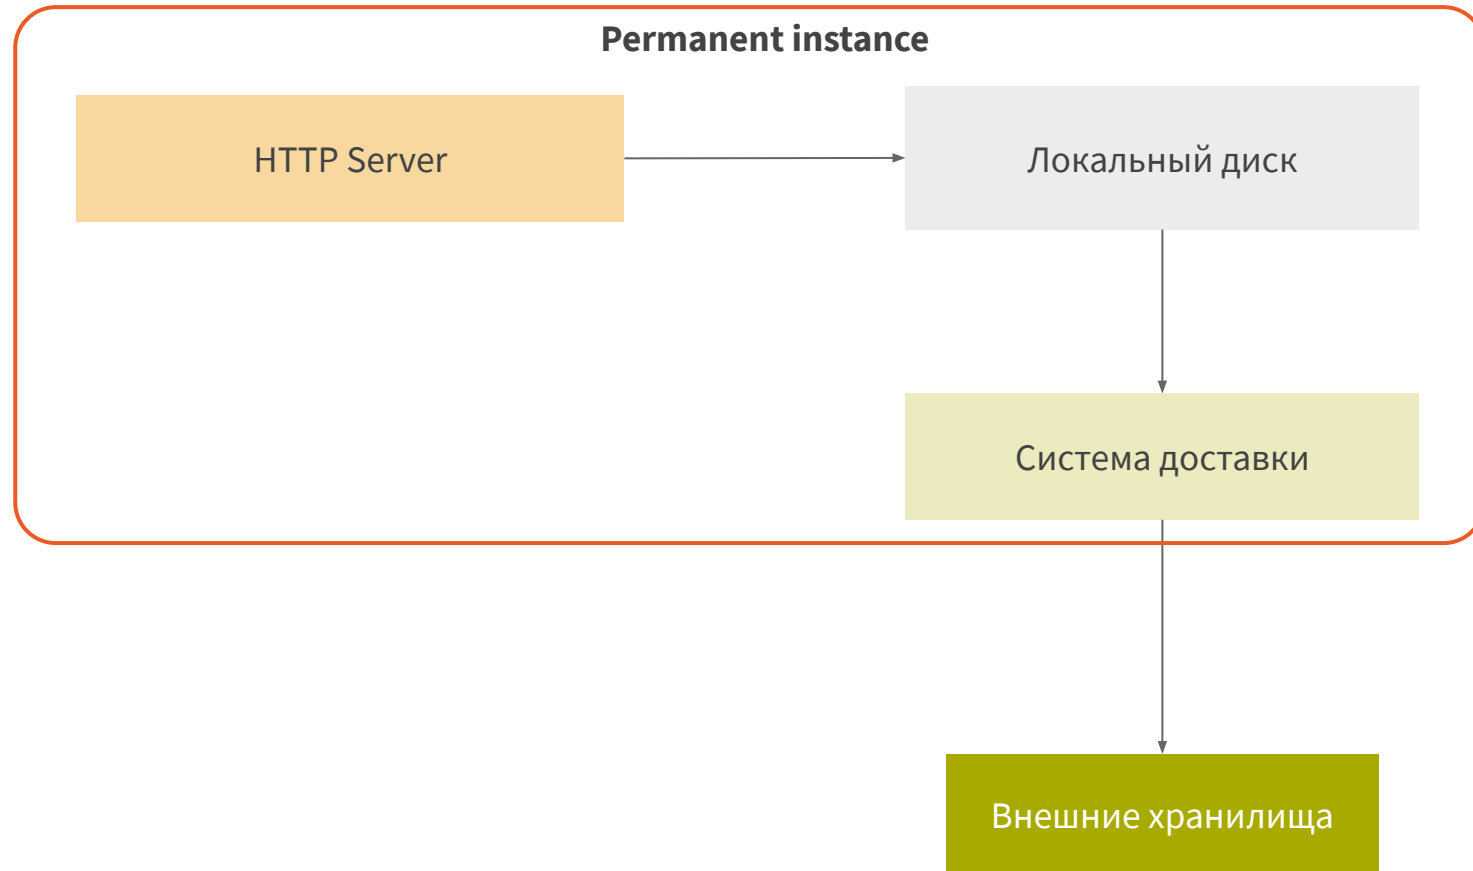 Permanent instance
HTTP Server
Локальный диск
Система доставки
Внешние хранилища